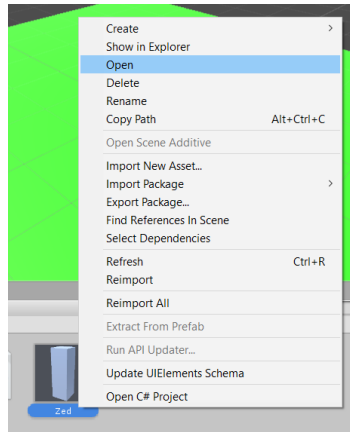 Create
Show in Explorer
Open
Delete
Rename
Copy Path Alt+Ctrl+C
Open Scene Additive
Import New Asset...
Import Package
Export Package...
Find References In Scene
Select Dependencies
Refresh Ctrl+R
Reimport
Reimport All
Extract From Prefab
Run API Updater...
Update UIElements Schema
Open C# Project
Zed